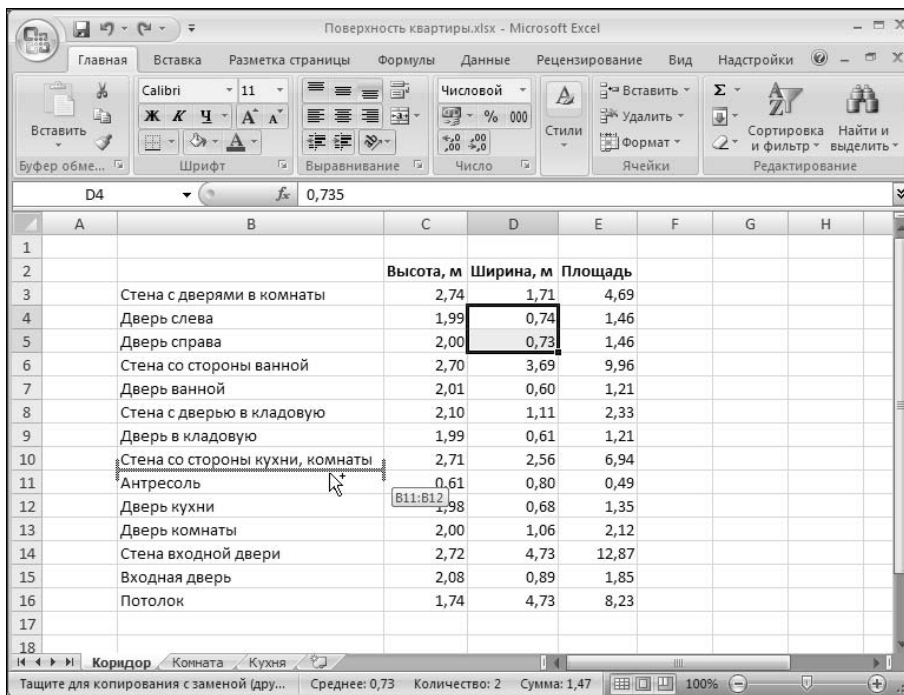 Поверхность квартиры.xlsx - Microsoft Excel
Главная Вставка Разметка страницы Формулы Данные Рецензирование Вид Надстройки
Calibri 11 Числовой Вставить Σ
Ж К Ч А А % 000 Удалить
Вставить ,0 ,00 ,00 ,0 Стили Формат Сортировка и фильтр Найти и выделить
Буфер обме... Шрифт Выравнивание Число Ячейки Редактирование
D4 fx 0,735
A B C D E F G H
1
2 Высота, м Ширина, м Площадь
3 Стена с дверями в комнаты 2,74 1,71 4,69
4 Дверь слева 1,99 0,74 1,46
5 Дверь справа 2,00 0,73 1,46
6 Стена со стороны ванной 2,70 3,69 9,96
7 Дверь ванной 2,01 0,60 1,21
8 Стена с дверью в кладовую 2,10 1,11 2,33
9 Дверь в кладовую 1,99 0,61 1,21
10 Стена со стороны кухни, комнаты 2,71 2,56 6,94
11 Антресоль 0,61 0,80 0,49
B11:B12
12 Дверь кухни 1,98 0,68 1,35
13 Дверь комнаты 2,00 1,06 2,12
14 Стена входной двери 2,72 4,73 12,87
15 Входная дверь 2,08 0,89 1,85
16 Потолок 1,74 4,73 8,23
17
18
Коридор Комната Кухня
Тащите для копирования с заменой (дру... Среднее: 0,73 Количество: 2 Сумма: 1,47 100%